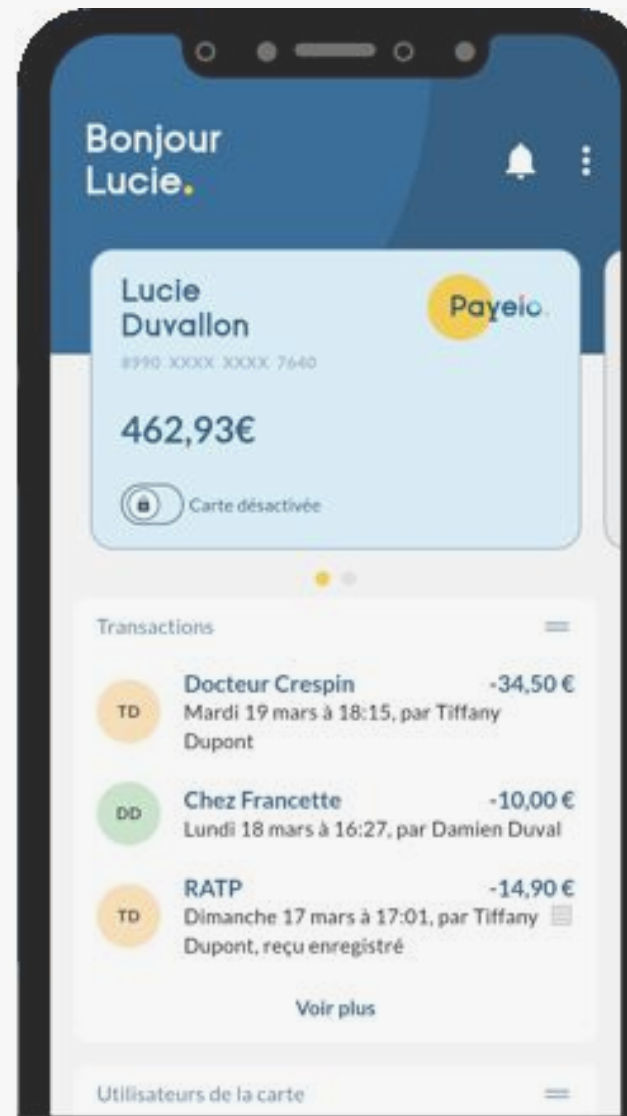 Bonjour
Lucie.
Lucie
Duvallon
Payelo.
8990 XXXX XXXX 7640
462,93€
Carte désactivée
Transactions
TD
Docteur Crespin -34,50 €
Mardi 19 mars à 18:15, par Tiffany
Dupont
DD
Chez Francette -10,00 €
Lundi 18 mars à 16:27, par Damien Duval
TD
RATP -14,90 €
Dimanche 17 mars à 17:01, par Tiffany
Dupont, reçu enregistré
Voir plus
Utilisateurs de la carte